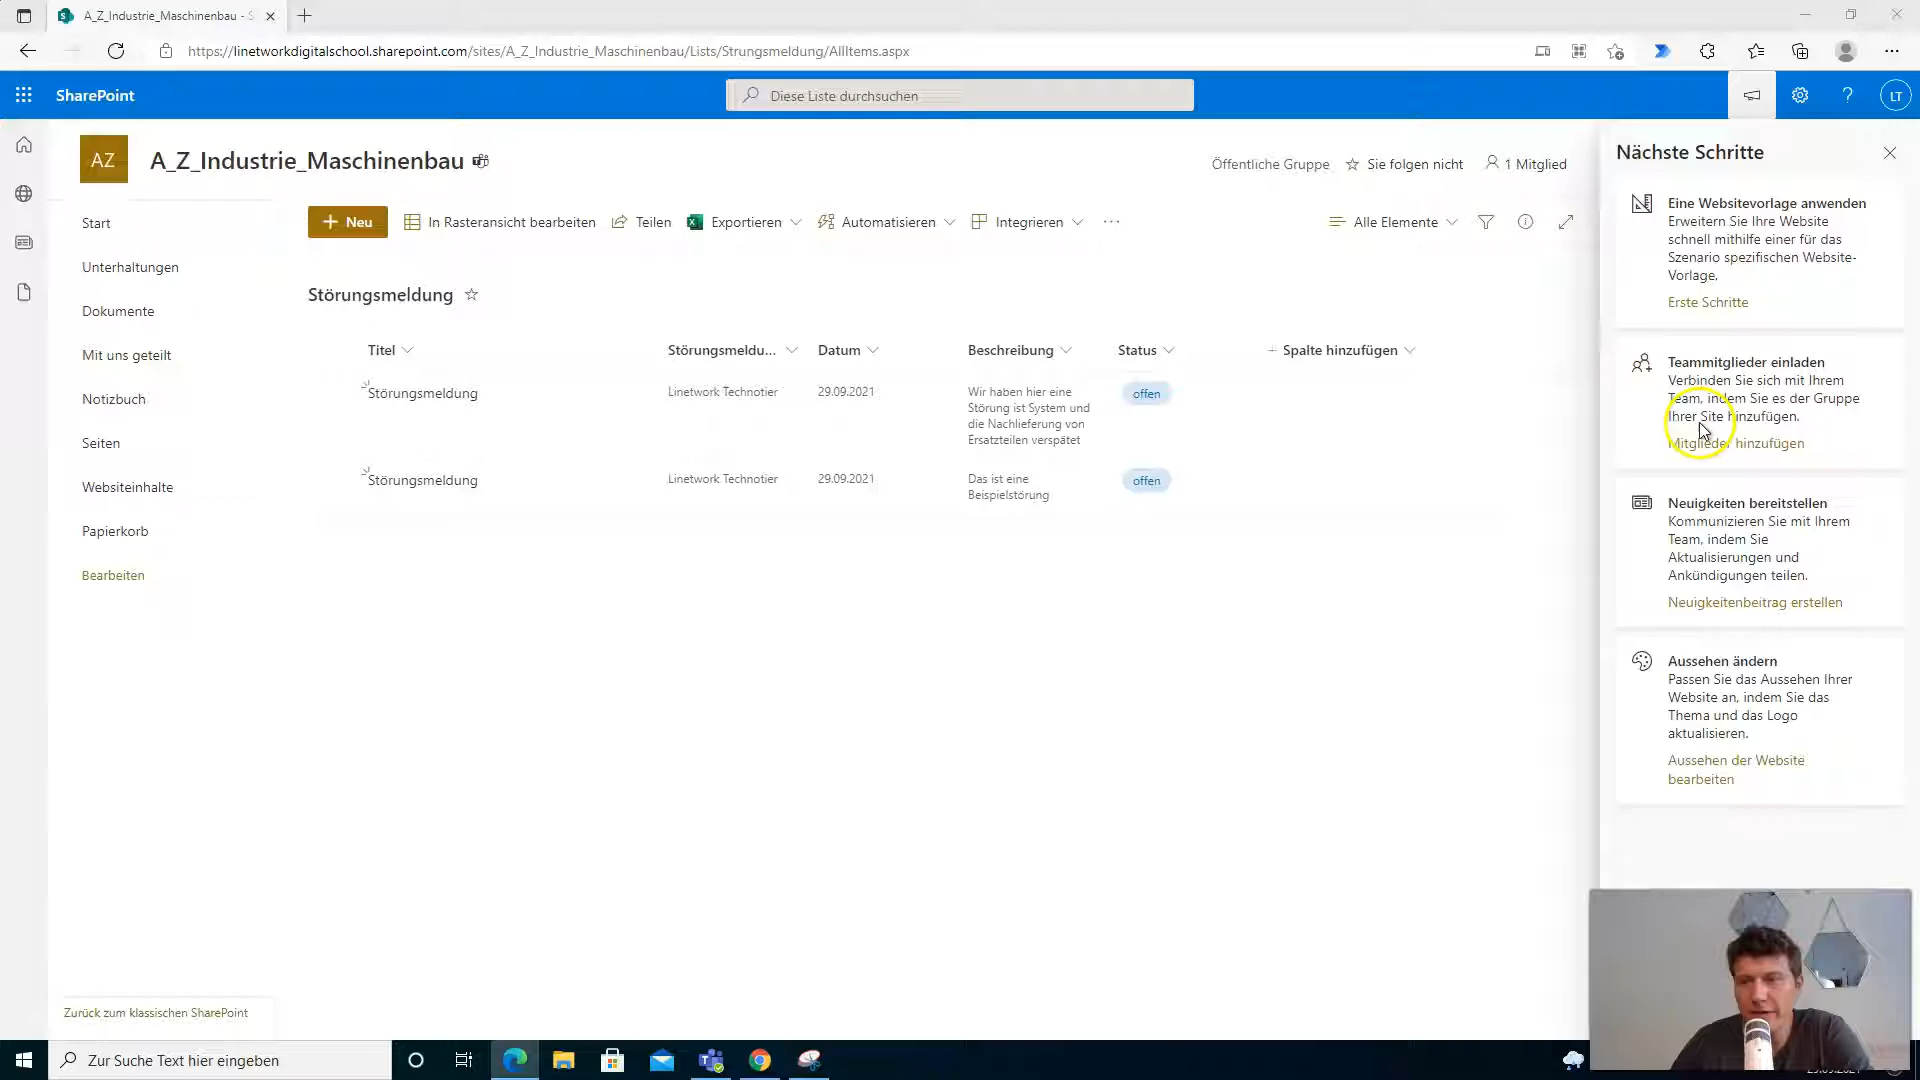 A_Z_Industrie_Maschinenbau - S
https://linetworkdigitalschool.sharepoint.com/sites/A_Z_Industrie_Maschinenbau/Lists/Strungsmeldung/AllItems.aspx
SharePoint
Diese Liste durchsuchen
LT
AZ
A_Z_Industrie_Maschinenbau
Öffentliche Gruppe
Sie folgen nicht
1 Mitglied
Start
Unterhaltungen
Dokumente
Mit uns geteilt
Notizbuch
Seiten
Websiteinhalte
Papierkorb
Bearbeiten
Zurück zum klassischen SharePoint
Neu
In Rasteransicht bearbeiten
Teilen
Exportieren
Automatisieren
Integrieren
Alle Elemente
Störungsmeldung
Titel
Störungsmeldu...
Datum
Beschreibung
Status
Spalte hinzufügen
Störungsmeldung
Linetwork Technotier
29.09.2021
Wir haben hier eine
Störung ist System und
die Nachlieferung von
Ersatzteilen verspätet
offen
Störungsmeldung
Linetwork Technotier
29.09.2021
Das ist eine
Beispielstörung
offen
Nächste Schritte
Eine Websitevorlage anwenden
Erweitern Sie Ihre Website
schnell mithilfe einer für das
Szenario spezifischen Website-
Vorlage.
Erste Schritte
Teammitglieder einladen
Verbinden Sie sich mit Ihrem
Team, indem Sie es der Gruppe
Ihrer Site hinzufügen.
Mitglieder hinzufügen
Neuigkeiten bereitstellen
Kommunizieren Sie mit Ihrem
Team, indem Sie
Aktualisierungen und
Ankündigungen teilen.
Neuigkeitenbeitrag erstellen
Aussehen ändern
Passen Sie das Aussehen Ihrer
Website an, indem Sie das
Thema und das Logo
aktualisieren.
Aussehen der Website
bearbeiten
Zur Suche Text hier eingeben